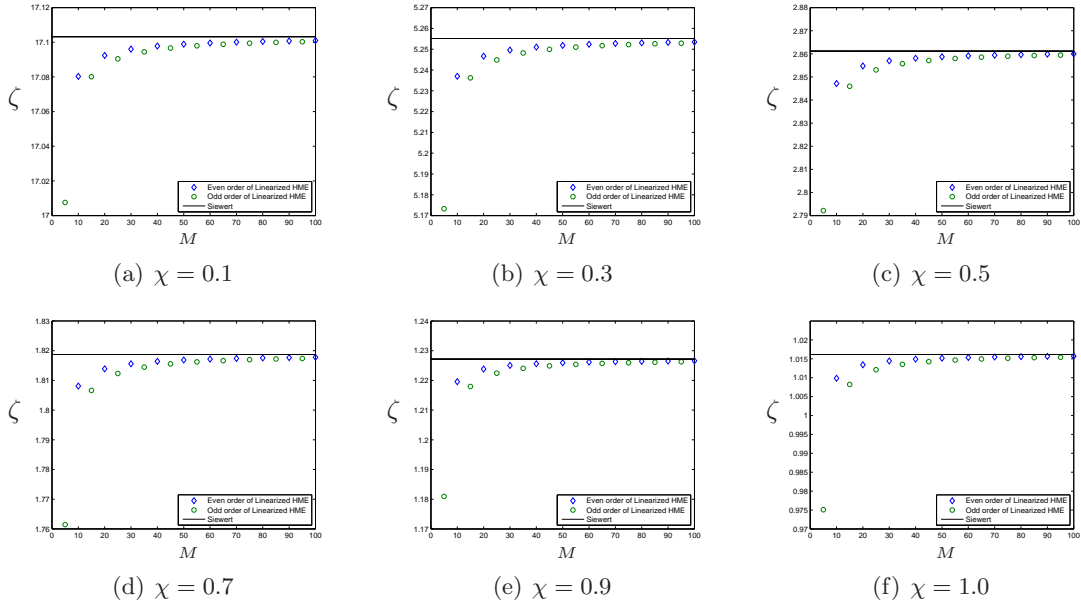 17.12
17.1
17.08
17.06
17.04
17.02
17
ζ
0 10 20 30 40 50 60 70 80 90 100
M
Even order of Linearized HME
Odd order of Linearized HME
Siewert
(a) χ = 0.1
5.27
5.26
5.25
5.24
5.23
5.22
5.21
5.2
5.19
5.18
5.17
ζ
0 10 20 30 40 50 60 70 80 90 100
M
Even order of Linearized HME
Odd order of Linearized HME
Siewert
(b) χ = 0.3
2.88
2.87
2.86
2.85
2.84
2.83
2.82
2.81
2.8
2.79
ζ
0 10 20 30 40 50 60 70 80 90 100
M
Even order of Linearized HME
Odd order of Linearized HME
Siewert
(c) χ = 0.5
1.83
1.82
1.81
1.8
1.79
1.78
1.77
1.76
ζ
0 10 20 30 40 50 60 70 80 90 100
M
Even order of Linearized HME
Odd order of Linearized HME
Siewert
(d) χ = 0.7
1.24
1.23
1.22
1.21
1.2
1.19
1.18
1.17
ζ
0 10 20 30 40 50 60 70 80 90 100
M
Even order of Linearized HME
Odd order of Linearized HME
Siewert
(e) χ = 0.9
1.02
1.015
1.01
1.005
1
0.995
0.99
0.985
0.98
0.975
0.97
ζ
0 10 20 30 40 50 60 70 80 90 100
M
Even order of Linearized HME
Odd order of Linearized HME
Siewert
(f) χ = 1.0